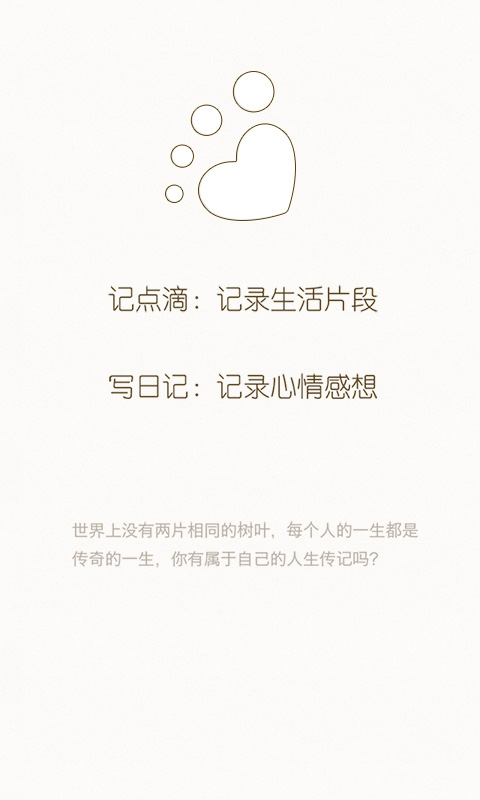 记点滴：记录生活片段
写日记：记录心情感想
世界上没有两片相同的树叶，每个人的一生都是
传奇的一生，你有属于自己的人生传记吗？